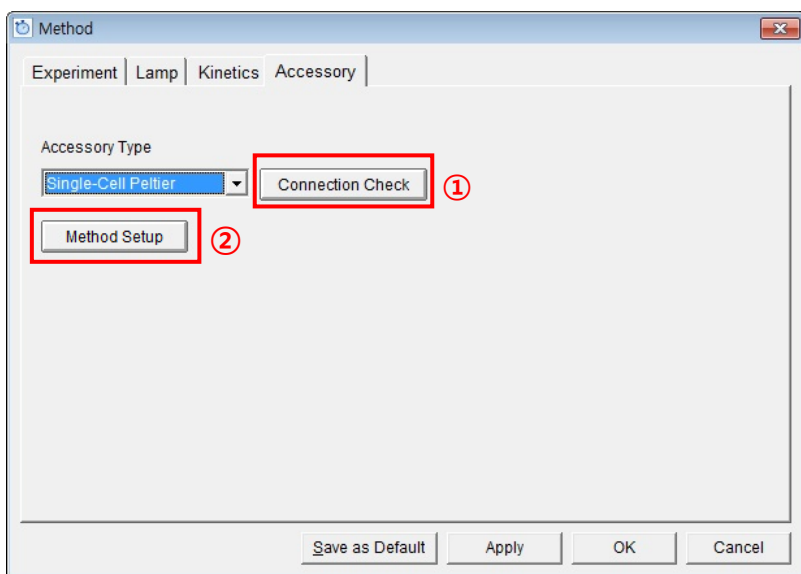 Method
Experiment Lamp Kinetics Accessory
Accessory Type
Single-Cell Peltier Connection Check ①
Method Setup ②
Save as Default Apply OK Cancel